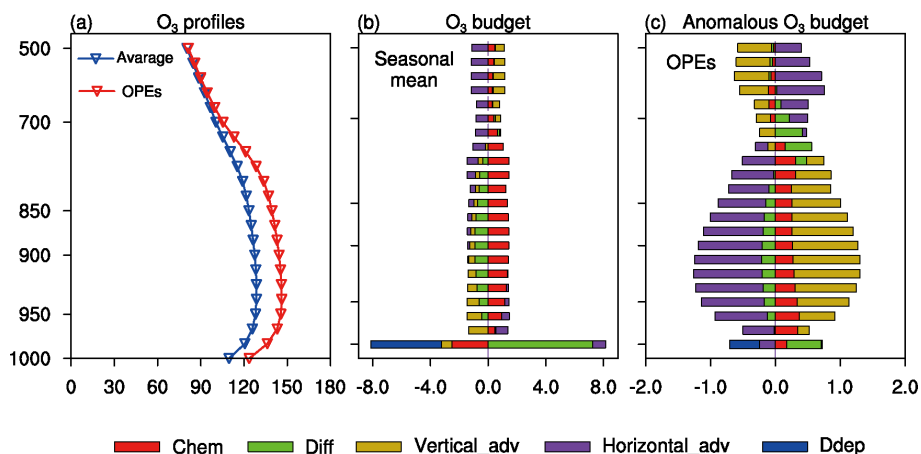 (a) O₃ profiles
(b) O₃ budget
(c) Anomalous O₃ budget
500
700
850
900
950
1000
Avarage
OPEs
0 30 60 90 120 150 180
Seasonal
mean
-8.0 -4.0 0.0 4.0 8.0
OPEs
-2.0 -1.0 0.0 1.0 2.0
Chem Diff Vertical_adv Horizontal_adv Ddep